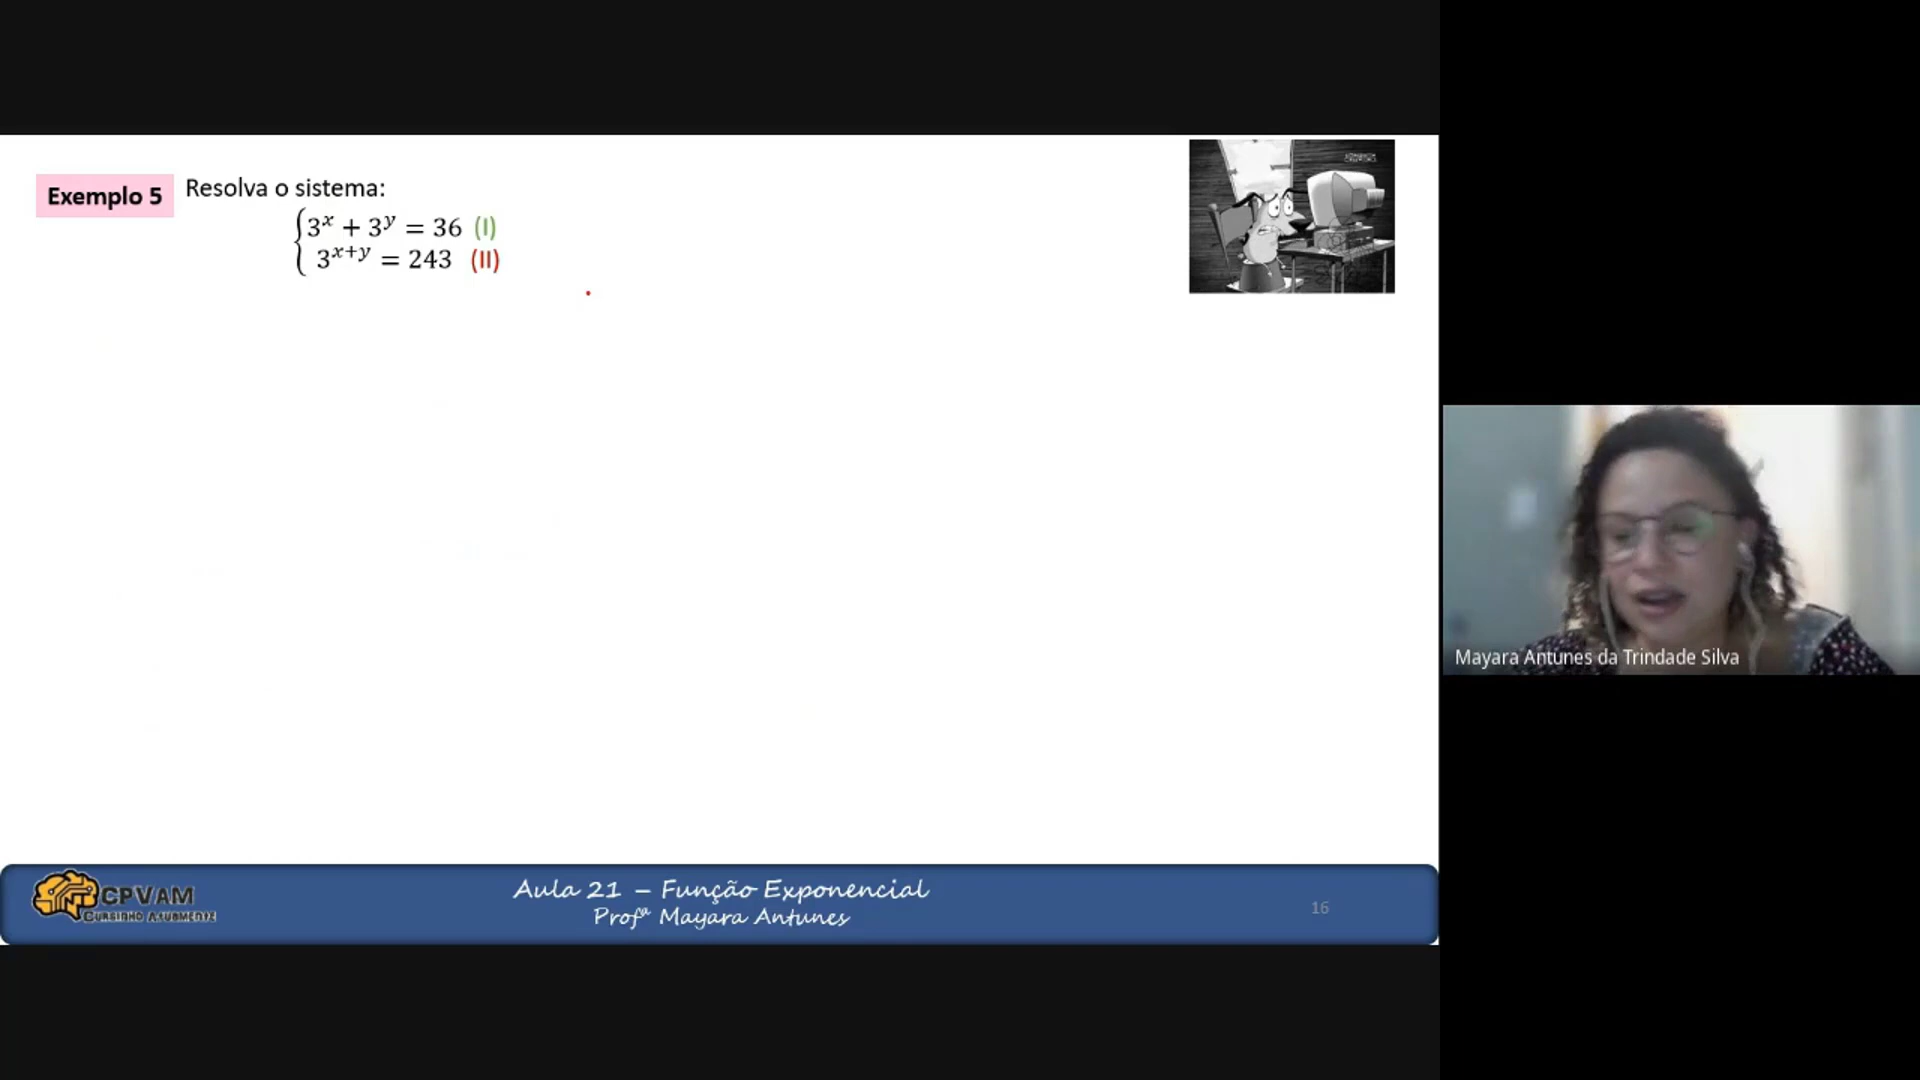 Exemplo 5 Resolva o sistema:
3^x + 3^y = 36 (I)
3^{x+y} = 243 (II)
CPVAM
Aula 21 – Função Exponencial
Profª Mayara Antunes
16
Mayara Antunes da Trindade Silva